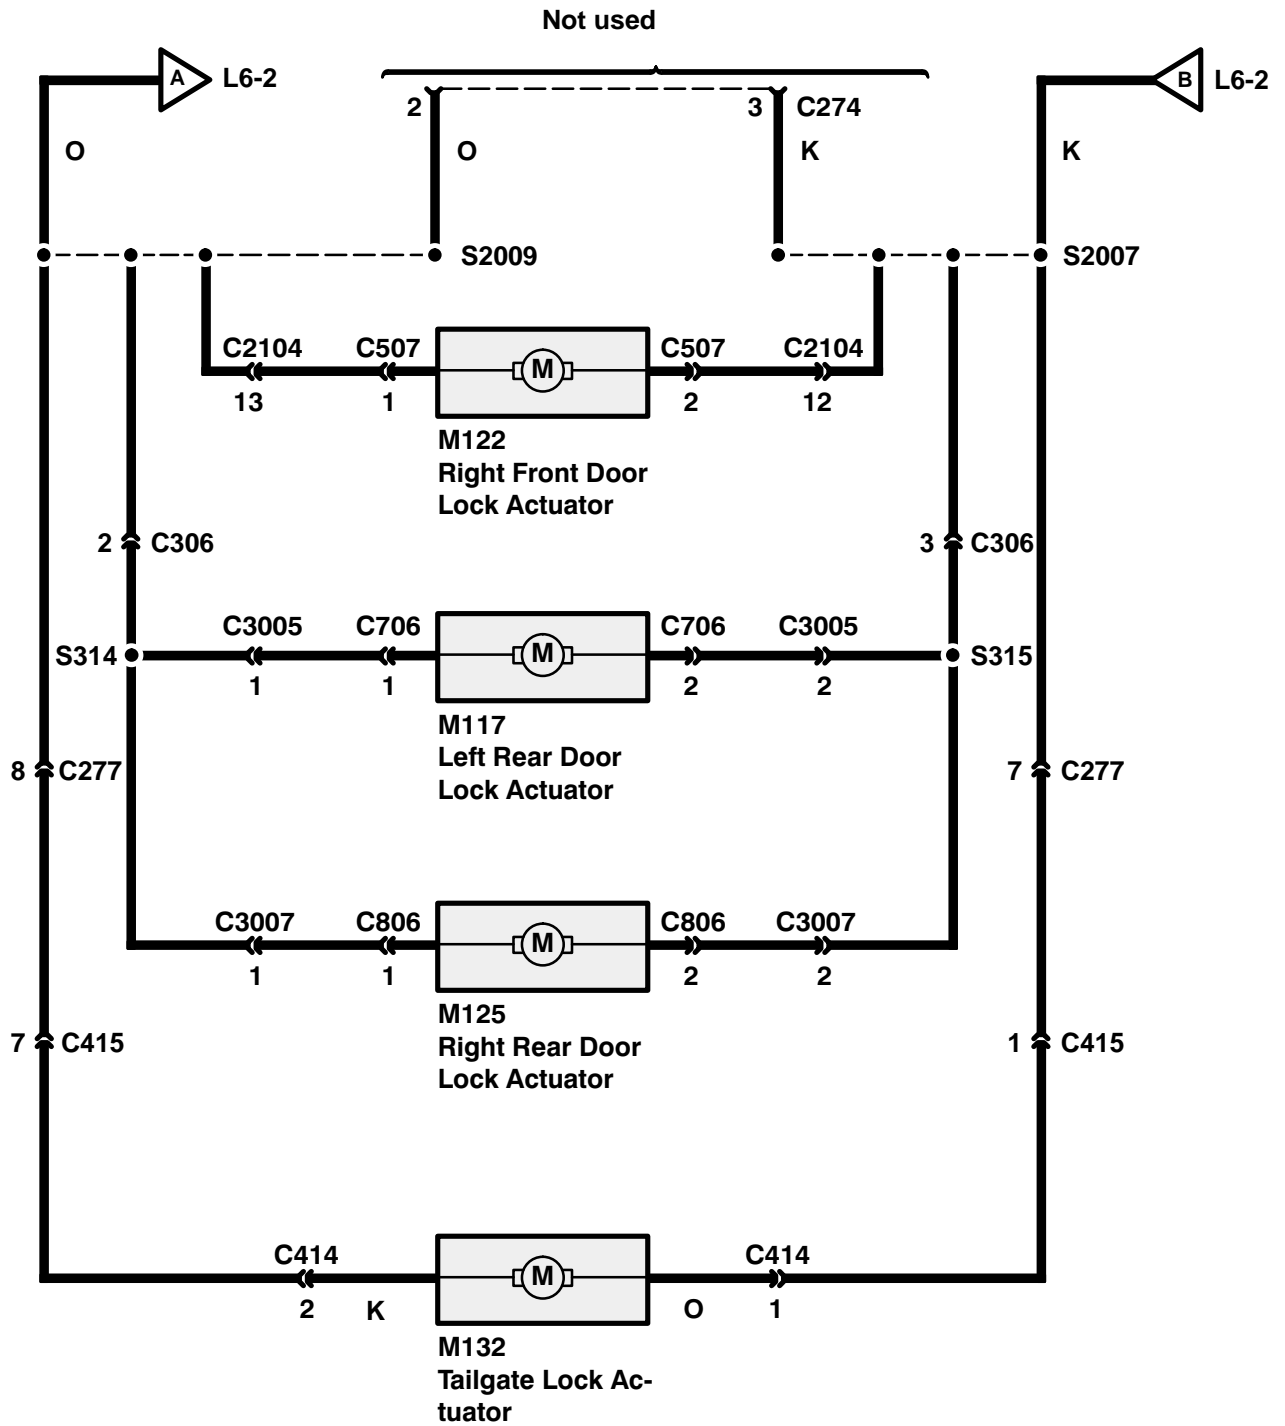 Not used
A L6-2
B L6-2
2
3 C274
O
O
K
K
S2009
S2007
C2104 C507
C507 C2104
13 1
2 12
M122
Right Front Door
Lock Actuator
2 C306
3 C306
C3005 C706
C706 C3005
M
M
S314
S315
1 1
2 2
M117
Left Rear Door
Lock Actuator
8 C277
7 C277
C3007 C806
C806 C3007
M
1 1
2 2
M125
Right Rear Door
Lock Actuator
7 C415
1 C415
C414
C414
M
2 K
O 1
M132
Tailgate Lock Ac-
tuator